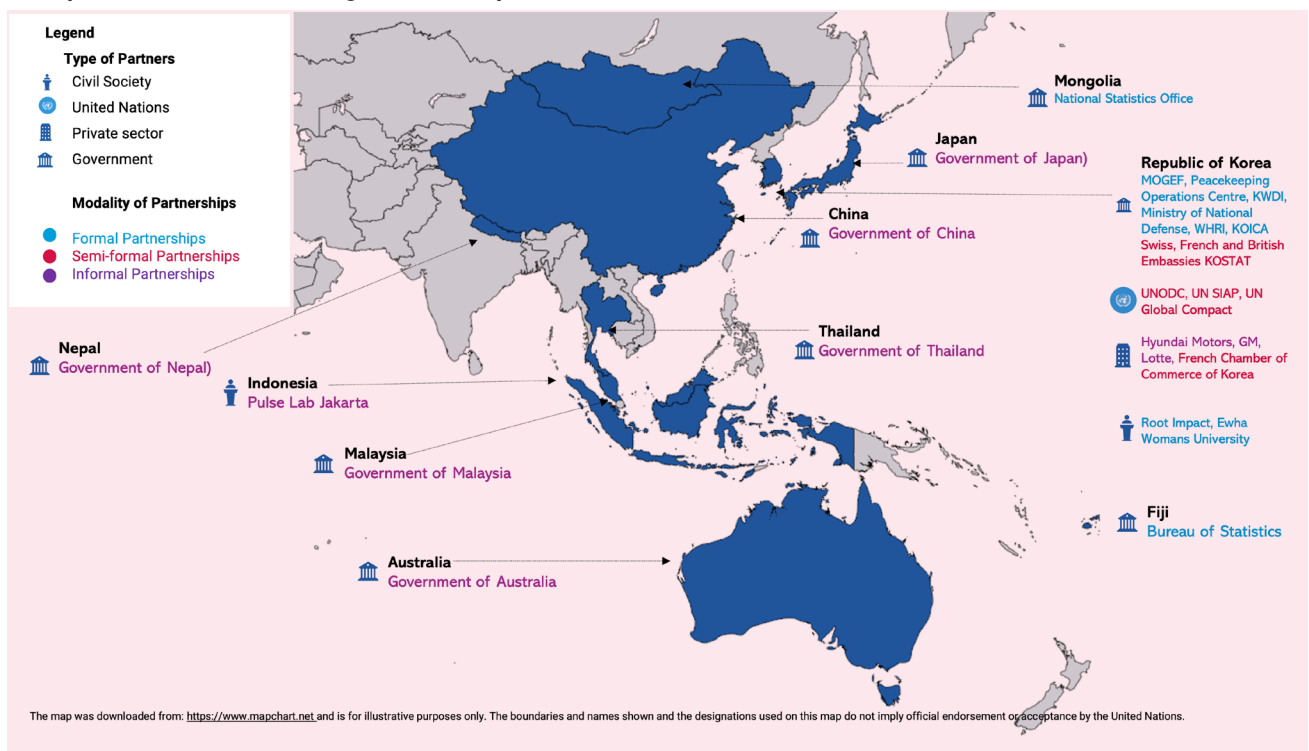 Legend
Type of Partners
Civil Society
United Nations
Private sector
Government
Modality of Partnerships
Formal Partnerships
Semi-formal Partnerships
Informal Partnerships
Mongolia
National Statistics Office
Japan
Government of Japan)
Republic of Korea
MOGEF, Peacekeeping
Operations Centre, KWDI,
Ministry of National
Defense, WHRI, KOICA
Swiss, French and British
Embassies KOSTAT
UNODC, UN SIAP, UN
Global Compact
Hyundai Motors, GM,
Lotte, French Chamber of
Commerce of Korea
Root Impact, Ewha
Womans University
China
Government of China
Thailand
Government of Thailand
Nepal
Government of Nepal)
Indonesia
Pulse Lab Jakarta
Malaysia
Government of Malaysia
Fiji
Bureau of Statistics
Australia
Government of Australia
The map was downloaded from: https://www.mapchart.net and is for illustrative purposes only. The boundaries and names shown and the designations used on this map do not imply official endorsement or acceptance by the United Nations.